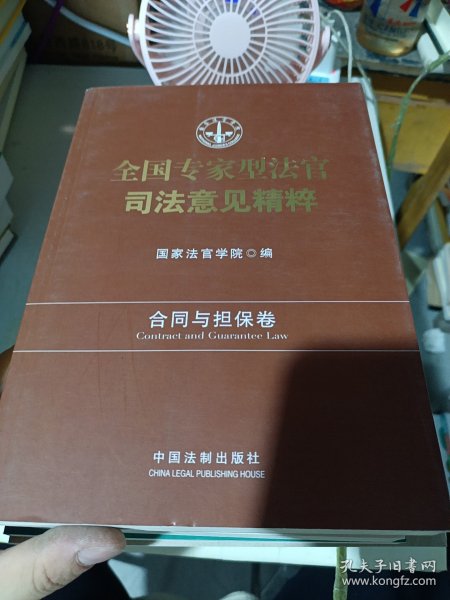 全国专家型法官
司法意见精粹
国家法官学院◎编
合同与担保卷
Contract and Guarantee Law
中国法制出版社
CHINA LEGAL PUBLISHING HOUSE
孔夫子旧书网
www.kongfz.com